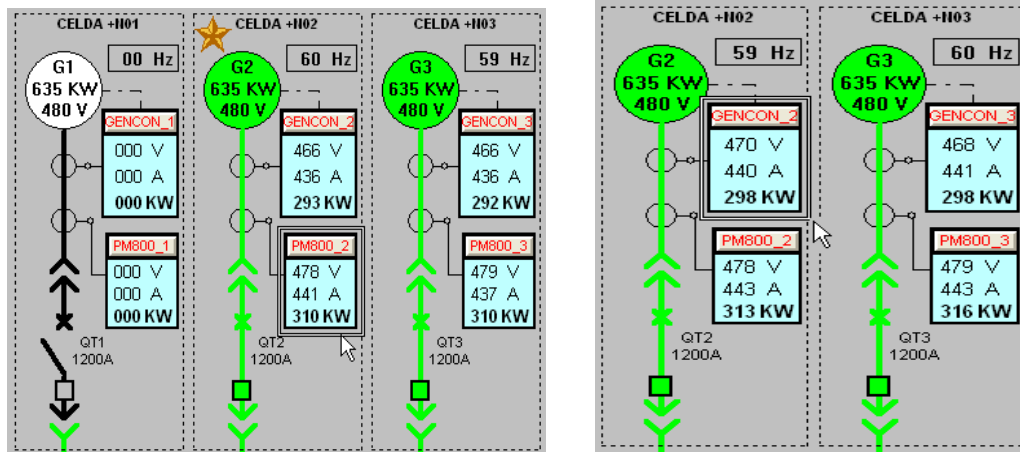 CELDA +N01
00 Hz
G1
635 KW
480 V
GENCON_1
000 V
000 A
000 KW
PM800_1
000 V
000 A
000 KW
QT1
1200A
CELDA +N02
60 Hz
G2
635 KW
480 V
GENCON_2
466 V
436 A
293 KW
PM800_2
478 V
441 A
310 KW
QT2
1200A
CELDA +N03
59 Hz
G3
635 KW
480 V
GENCON_3
466 V
436 A
292 KW
PM800_3
479 V
437 A
310 KW
QT3
1200A
CELDA +N02
59 Hz
G2
635 KW
480 V
GENCON_2
470 V
440 A
298 KW
PM800_2
478 V
443 A
313 KW
QT2
1200A
CELDA +N03
60 Hz
G3
635 KW
480 V
GENCON_3
468 V
441 A
298 KW
PM800_3
479 V
443 A
316 KW
QT3
1200A